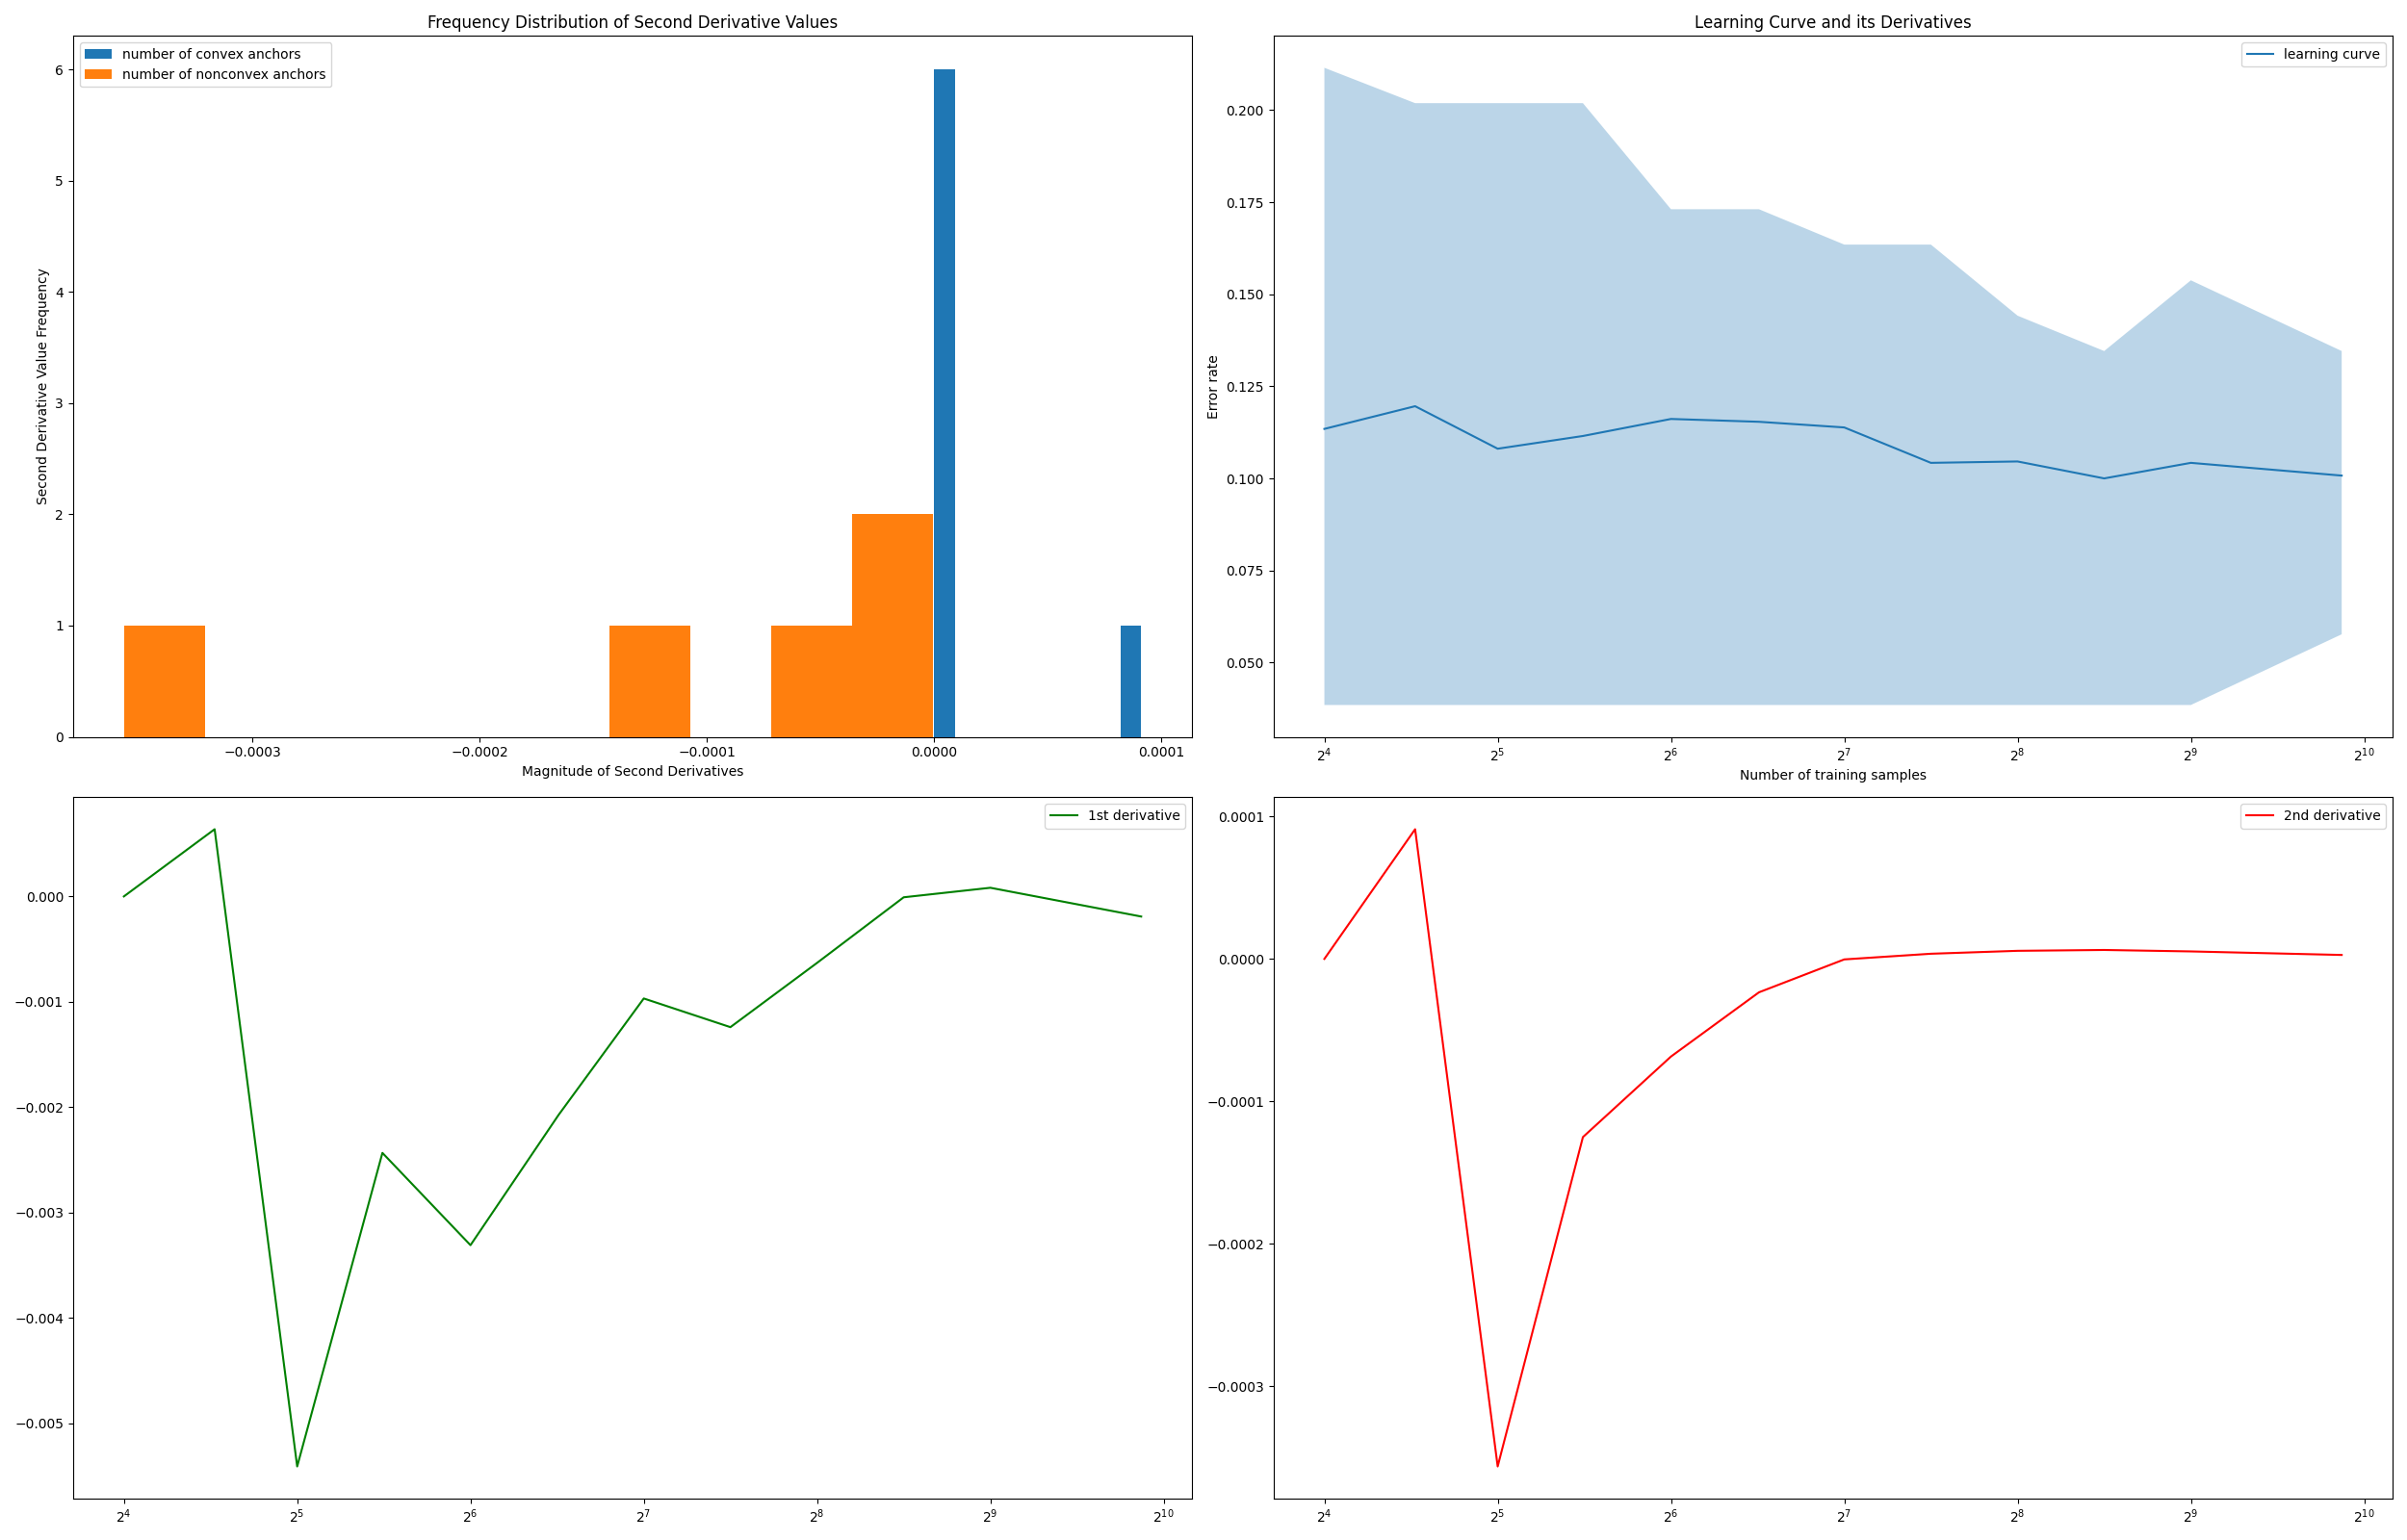 Frequency Distribution of Second Derivative Values
number of convex anchors
number of nonconvex anchors
6
5
4
3
2
1
0
Second Derivative Value Frequency
−0.0003 −0.0002 −0.0001 0.0000 0.0001
Magnitude of Second Derivatives
Learning Curve and its Derivatives
learning curve
0.200
0.175
0.150
0.125
0.100
0.075
0.050
Error rate
2^4 2^5 2^6 2^7 2^8 2^9 2^10
Number of training samples
1st derivative
0.000
−0.001
−0.002
−0.003
−0.004
−0.005
2^4 2^5 2^6 2^7 2^8 2^9 2^10
2nd derivative
0.0001
0.0000
−0.0001
−0.0002
−0.0003
2^4 2^5 2^6 2^7 2^8 2^9 2^10